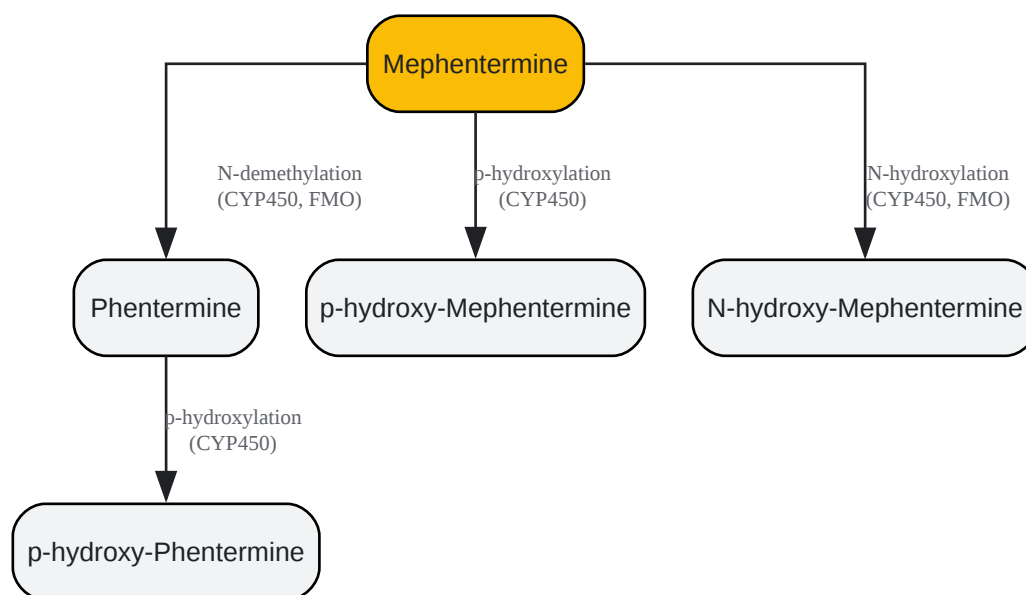 Mephentermine
N-demethylation
(CYP450, FMO)
p-hydroxylation
(CYP450)
N-hydroxylation
(CYP450, FMO)
Phentermine
p-hydroxy-Mephentermine
N-hydroxy-Mephentermine
p-hydroxylation
(CYP450)
p-hydroxy-Phentermine